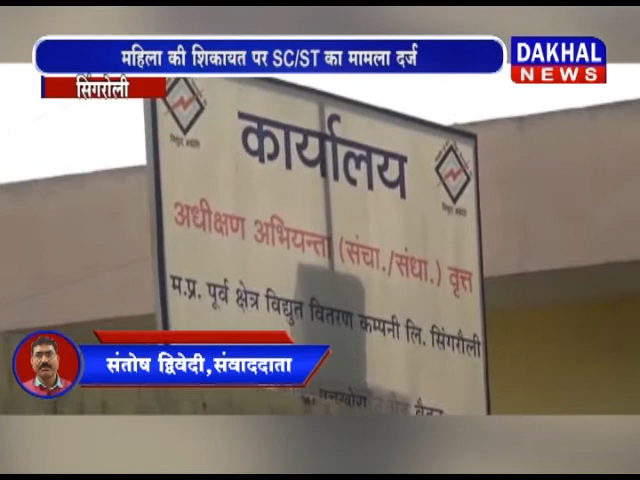 महिला की शिकायत पर SC/ST का मामला दर्ज
DAKHAL
NEWS
सिंगरौली
कार्यालय
अधीक्षण अभियन्ता (संचा./संधा.) वृत्त
म.प्र. पूर्व क्षेत्र विद्युत वितरण कम्पनी लि. सिंगरौली
संतोष द्विवेदी,संवाददाता